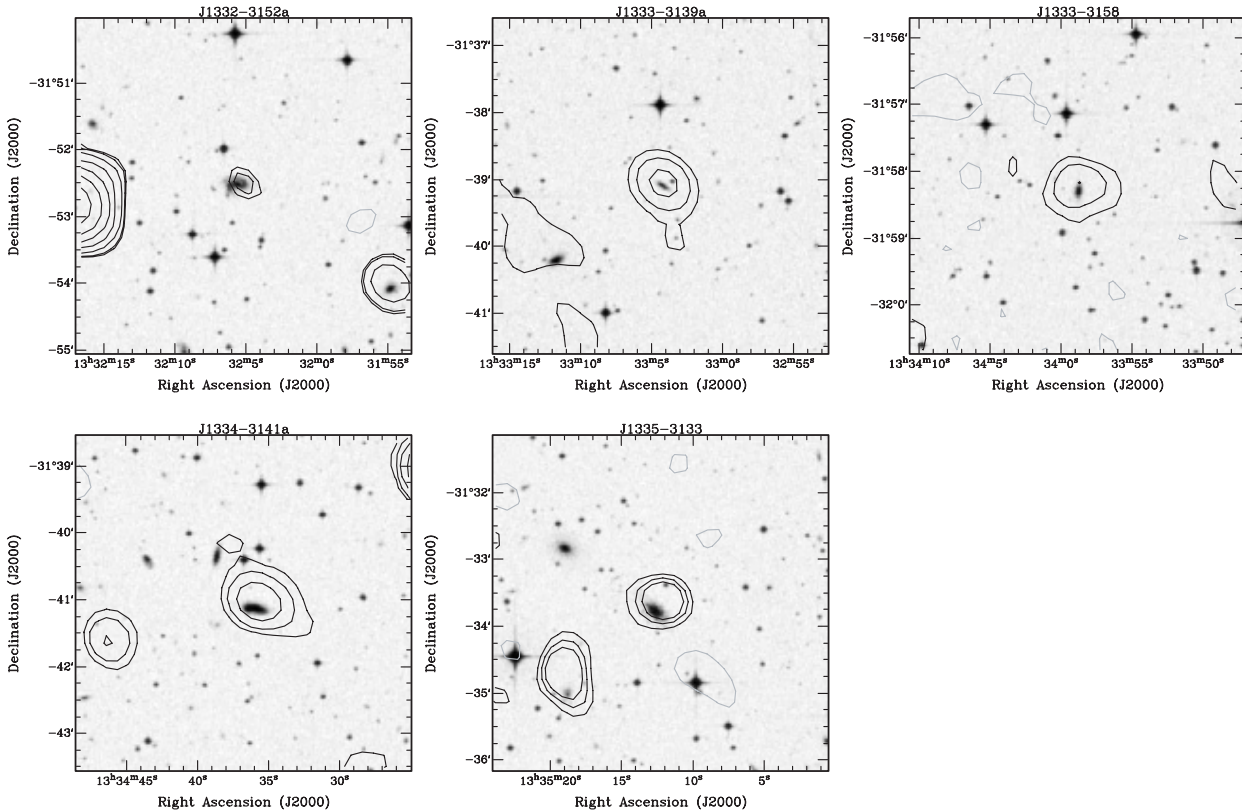 J1332−3152a
Declination (J2000)
−31°51′
−52′
−53′
−54′
−55′
13ʰ32ᵐ15ˢ
32ᵐ10ˢ
32ᵐ5ˢ
32ᵐ0ˢ
31ᵐ55ˢ
Right Ascension (J2000)
J1333−3139a
Declination (J2000)
−31°37′
−38′
−39′
−40′
−41′
13ʰ33ᵐ15ˢ
33ᵐ10ˢ
33ᵐ5ˢ
33ᵐ0ˢ
32ᵐ55ˢ
Right Ascension (J2000)
J1333−3158
Declination (J2000)
−31°56′
−31°57′
−31°58′
−31°59′
−32°0′
13ʰ34ᵐ10ˢ
34ᵐ5ˢ
34ᵐ0ˢ
33ᵐ55ˢ
33ᵐ50ˢ
Right Ascension (J2000)
J1334−3141a
Declination (J2000)
−31°39′
−40′
−41′
−42′
−43′
13ʰ34ᵐ45ˢ
40ˢ
35ˢ
30ˢ
Right Ascension (J2000)
J1335−3133
Declination (J2000)
−31°32′
−33′
−34′
−35′
−36′
13ʰ35ᵐ20ˢ
15ˢ
10ˢ
5ˢ
Right Ascension (J2000)